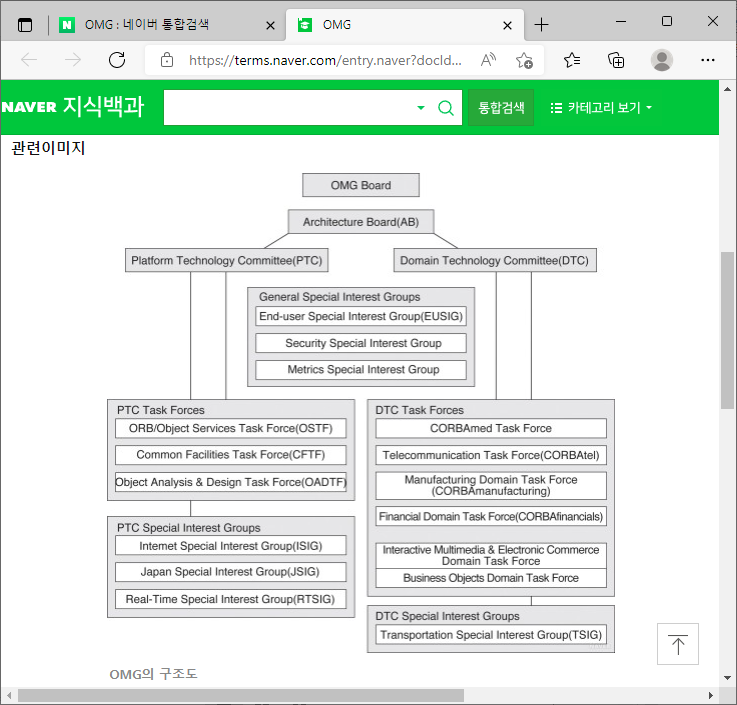 OMG : 네이버 통합검색
OMG
https://terms.naver.com/entry.naver?docId...
NAVER 지식백과
통합검색
카테고리 보기
관련이미지
OMG Board
Architecture Board(AB)
Platform Technology Committee(PTC)
Domain Technology Committee(DTC)
General Special Interest Groups
End-user Special Interest Group(EUSIG)
Security Special Interest Group
Metrics Special Interest Group
PTC Task Forces
ORB/Object Services Task Force(OSTF)
Common Facilities Task Force(CFTF)
Object Analysis & Design Task Force(OADTF)
PTC Special Interest Groups
Internet Special Interest Group(ISIG)
Japan Special Interest Group(JSIG)
Real-Time Special Interest Group(RTSIG)
DTC Task Forces
CORBAmed Task Force
Telecommunication Task Force(CORBAtel)
Manufacturing Domain Task Force
(CORBAmanufacturing)
Financial Domain Task Force(CORBAfinancials)
Interactive Multimedia & Electronic Commerce
Domain Task Force
Business Objects Domain Task Force
DTC Special Interest Groups
Transportation Special Interest Group(TSIG)
OMG의 구조도